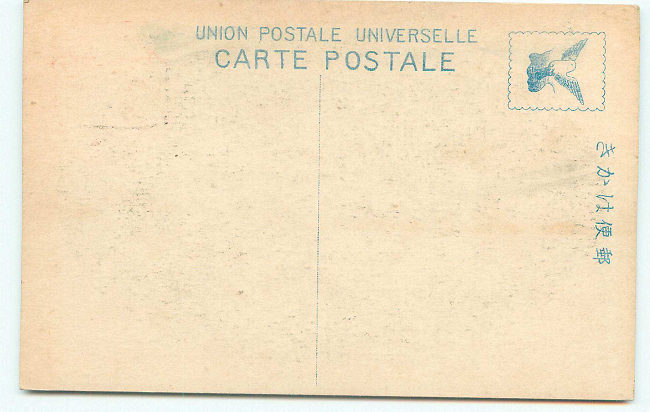 UNION POSTALE UNIVERSELLE
CARTE POSTALE
郵便はかき